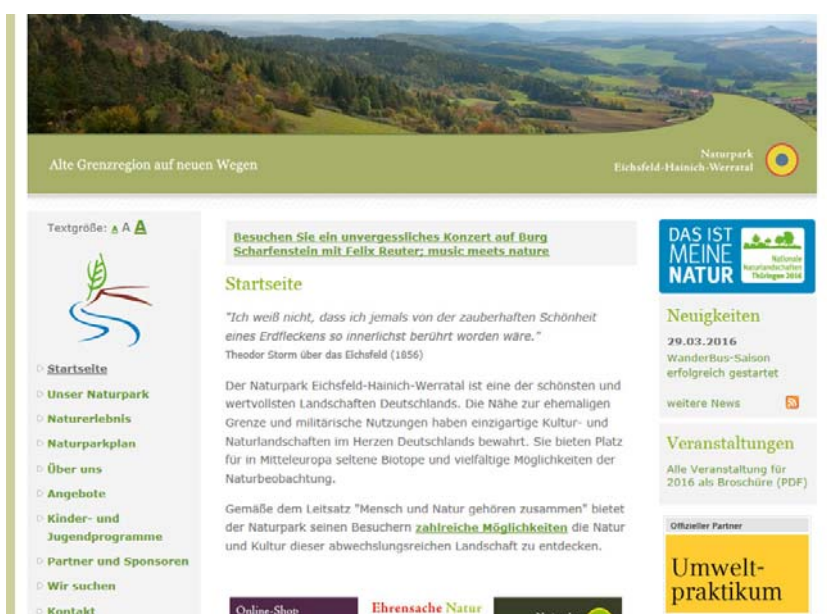 Alte Grenzregion auf neuen Wegen
Naturpark
Eichsfeld-Hainich-Werratal
Textgröße: A A A
Startseite
Unser Naturpark
Naturerlebnis
Naturparkplan
Über uns
Angebote
Kinder- und
Jugendprogramme
Partner und Sponsoren
Wir suchen
Kontakt
Besuchen Sie ein unvergessliches Konzert auf Burg
Scharfenstein mit Felix Reuter; music meets nature
Startseite
"Ich weiß nicht, dass ich jemals von der zauberhaften Schönheit
eines Erdfleckens so innerlichst berührt worden wäre."
Theodor Storm über das Eichsfeld (1856)
Der Naturpark Eichsfeld-Hainich-Werratal ist eine der schönsten und
wertvollsten Landschaften Deutschlands. Die Nähe zur ehemaligen
Grenze und militärische Nutzungen haben einzigartige Kultur- und
Naturlandschaften im Herzen Deutschlands bewahrt. Sie bieten Platz
für in Mitteleuropa seltene Biotope und vielfältige Möglichkeiten der
Naturbeobachtung.
Gemäße dem Leitsatz "Mensch und Natur gehören zusammen" bietet
der Naturpark seinen Besuchern zahlreiche Möglichkeiten die Natur
und Kultur dieser abwechslungsreichen Landschaft zu entdecken.
Online-Shop
Ehrensache Natur
DAS IST
MEINE
NATUR
Nationale
Naturlandschaften
Thüringen 2016
Neuigkeiten
29.03.2016
WanderBus-Saison
erfolgreich gestartet
weitere News
Veranstaltungen
Alle Veranstaltung für
2016 als Broschüre (PDF)
Offizieller Partner
Umwelt-
praktikum